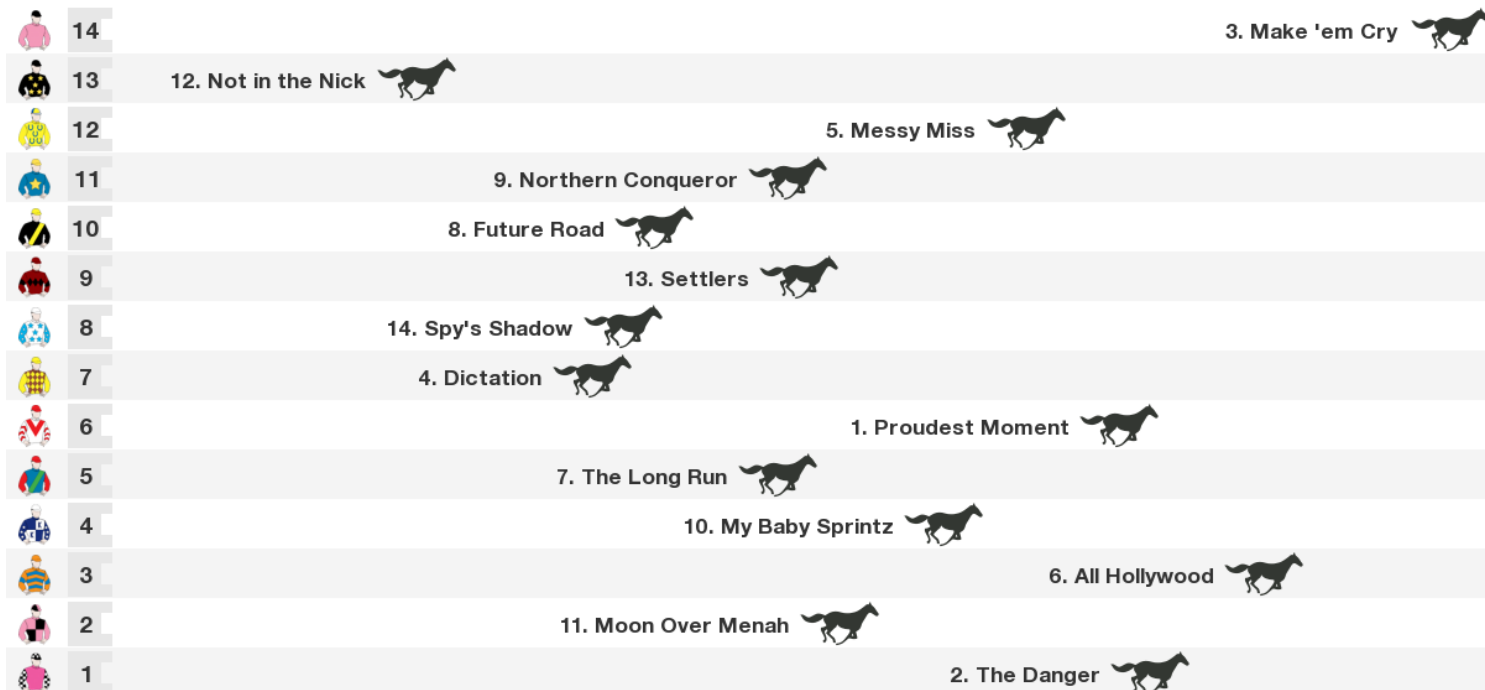 14 3. Make 'em Cry
13 12. Not in the Nick
12 5. Messy Miss
11 9. Northern Conqueror
10 8. Future Road
9 13. Settlers
8 14. Spy's Shadow
7 4. Dictation
6 1. Proudest Moment
5 7. The Long Run
4 10. My Baby Sprintz
3 6. All Hollywood
2 11. Moon Over Menah
1 2. The Danger